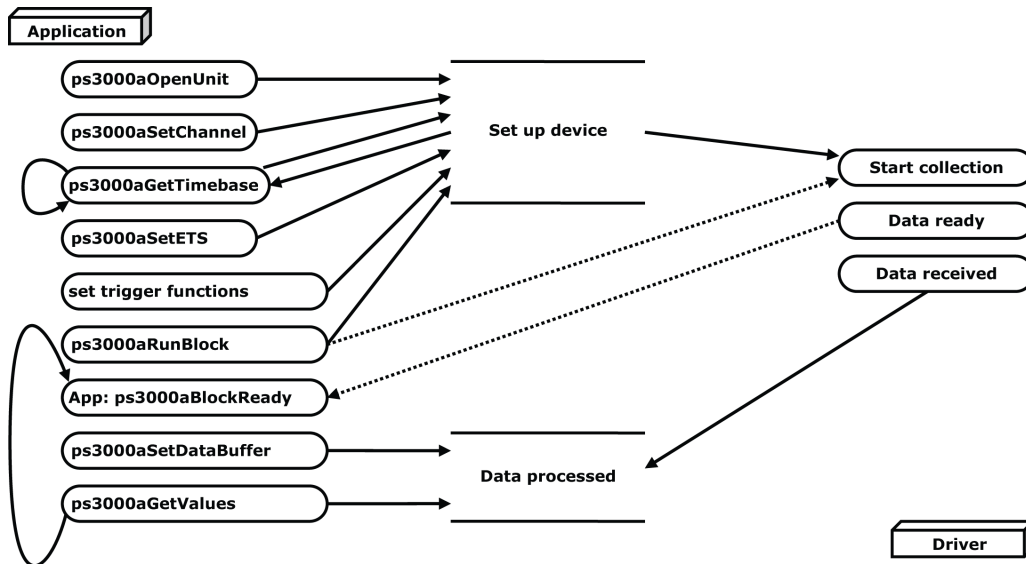 Application
ps3000aOpenUnit
ps3000aSetChannel
Set up device
ps3000aGetTimebase
Start collection
ps3000aSetETS
Data ready
set trigger functions
Data received
ps3000aRunBlock
App: ps3000aBlockReady
ps3000aSetDataBuffer
Data processed
ps3000aGetValues
Driver